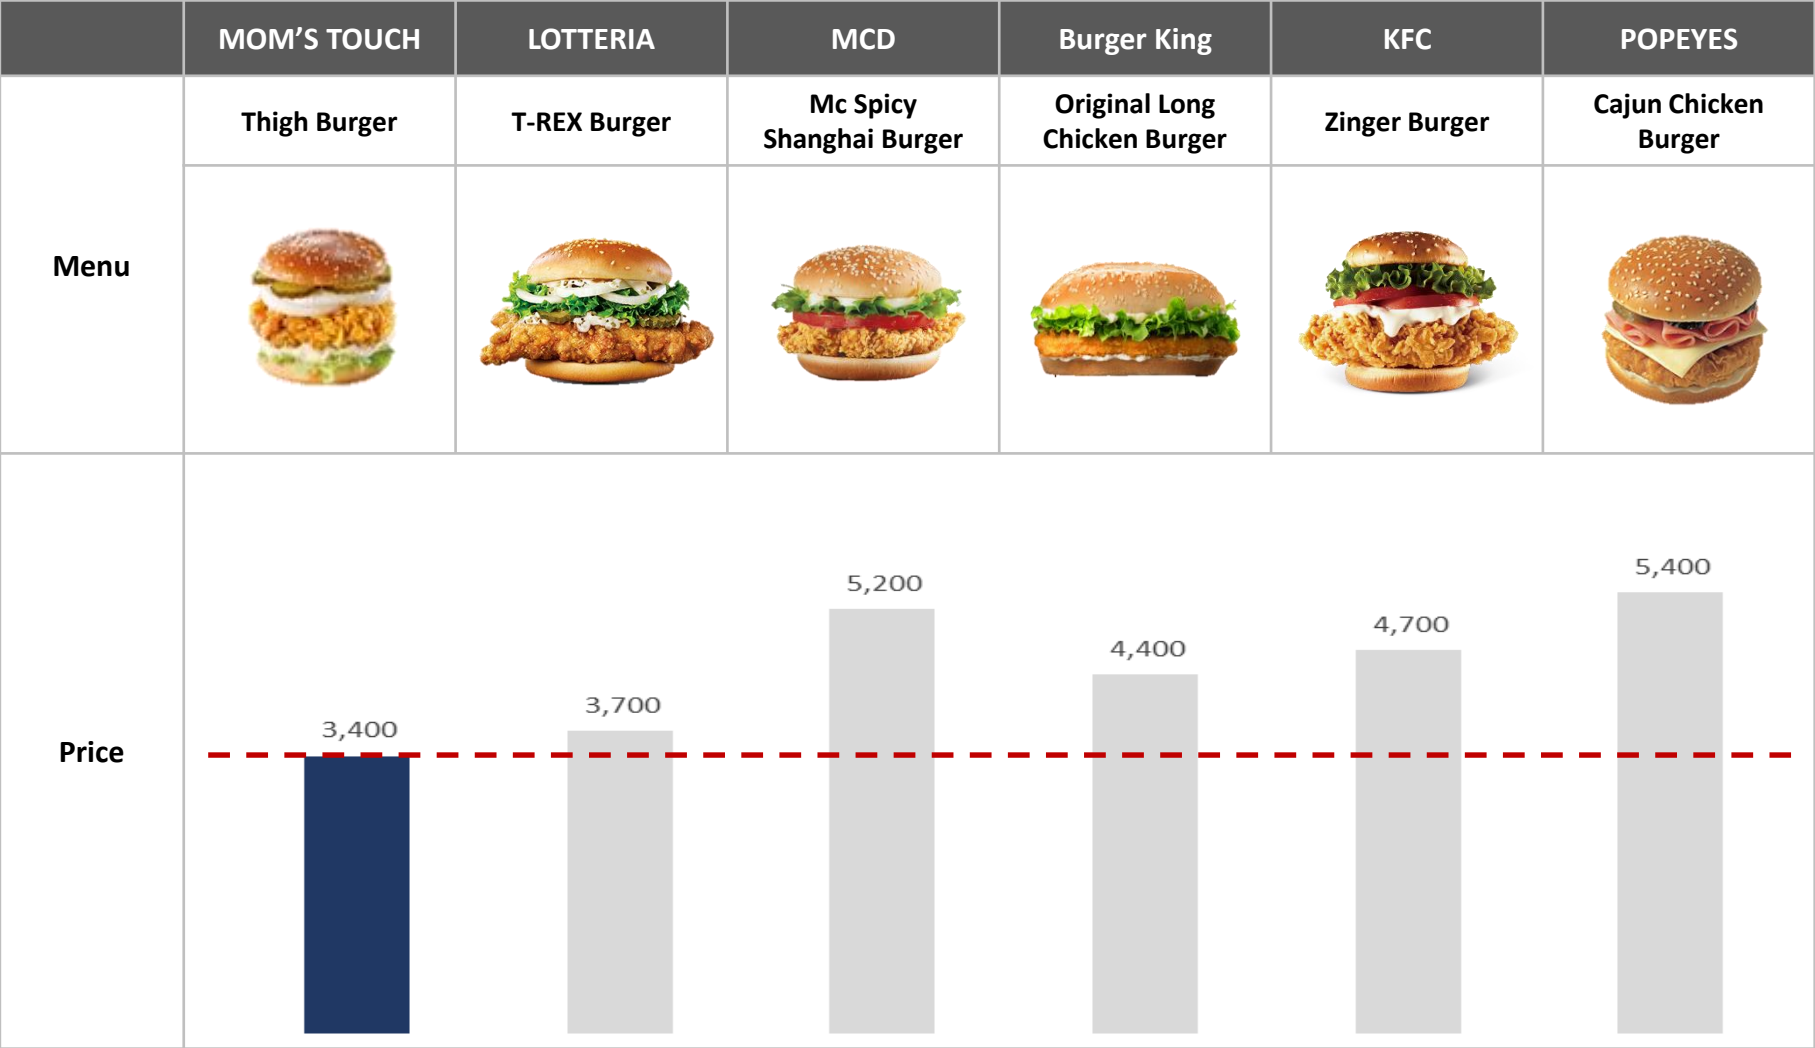 MOM’S TOUCH
LOTTERIA
MCD
Burger King
KFC
POPEYES
Menu
Thigh Burger
T-REX Burger
Mc Spicy
Shanghai Burger
Original Long
Chicken Burger
Zinger Burger
Cajun Chicken
Burger
Price
3,400
3,700
5,200
4,400
4,700
5,400